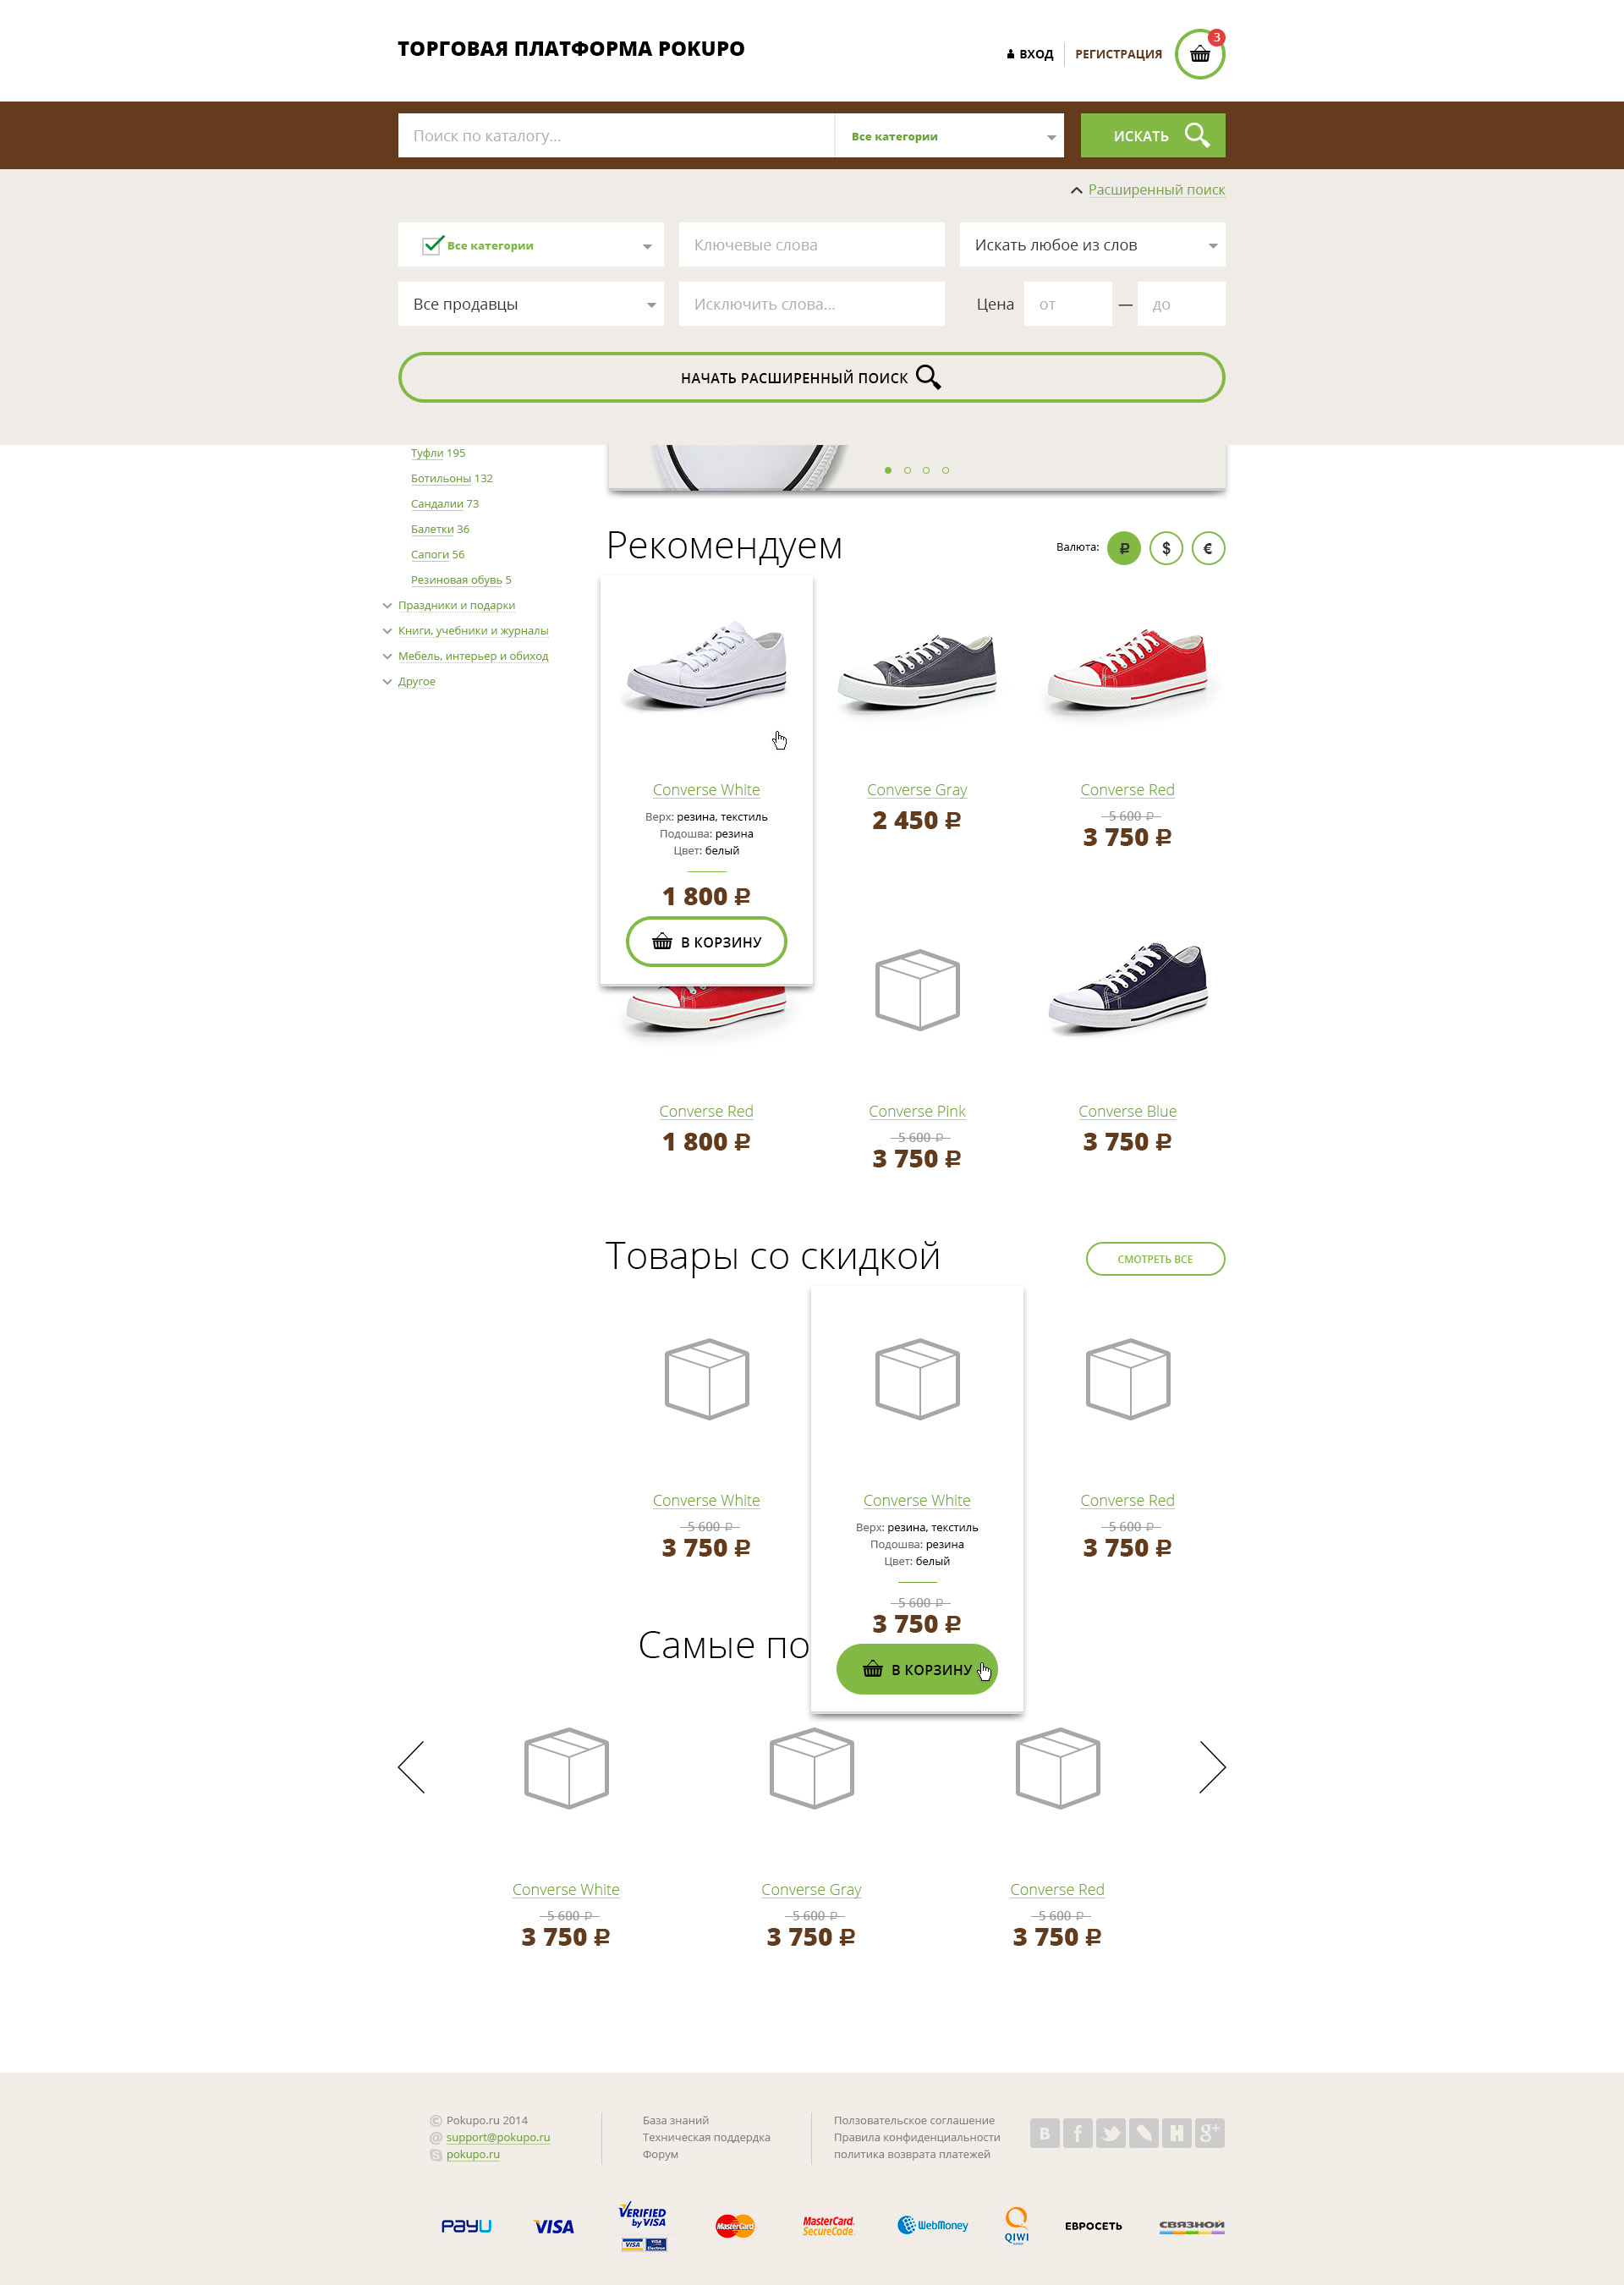 ТОРГОВАЯ ПЛАТФОРМА POKUPO
ВХОД
РЕГИСТРАЦИЯ
3
Поиск по каталогу...
Все категории
ИСКАТЬ
Расширенный поиск
Все категории
Ключевые слова
Искать любое из слов
Все продавцы
Исключить слова...
Цена
от
—
до
НАЧАТЬ РАСШИРЕННЫЙ ПОИСК
Туфли 195
Ботильоны 132
Сандалии 73
Балетки 36
Сапоги 56
Резиновая обувь 5
Праздники и подарки
Книги, учебники и журналы
Мебель, интерьер и обиход
Другое
Рекомендуем
Валюта:
₽
$
€
Converse White
Верх: резина, текстиль
Подошва: резина
Цвет: белый
1 800 ₽
В КОРЗИНУ
Converse Gray
2 450 ₽
Converse Red
5 600 ₽
3 750 ₽
Converse Red
1 800 ₽
Converse Pink
5 600 ₽
3 750 ₽
Converse Blue
3 750 ₽
Товары со скидкой
СМОТРЕТЬ ВСЕ
Converse White
5 600 ₽
3 750 ₽
Converse White
Верх: резина, текстиль
Подошва: резина
Цвет: белый
5 600 ₽
3 750 ₽
В КОРЗИНУ
Converse Red
5 600 ₽
3 750 ₽
Самые по
Converse White
5 600 ₽
3 750 ₽
Converse Gray
5 600 ₽
3 750 ₽
Converse Red
5 600 ₽
3 750 ₽
© Pokupo.ru 2014
@ support@pokupo.ru
pokupo.ru
База знаний
Техническая поддердка
Форум
Ползовательское соглашение
Правила конфиденциальности
политика возврата платежей
B
f
g+
PayU
VISA
VERIFIED
by VISA
VISA
VISA
Electron
MasterCard
MasterCard.
SecureCode.
WebMoney
QIWI
ЕВРОСЕТЬ
СВЯЗНОЙ